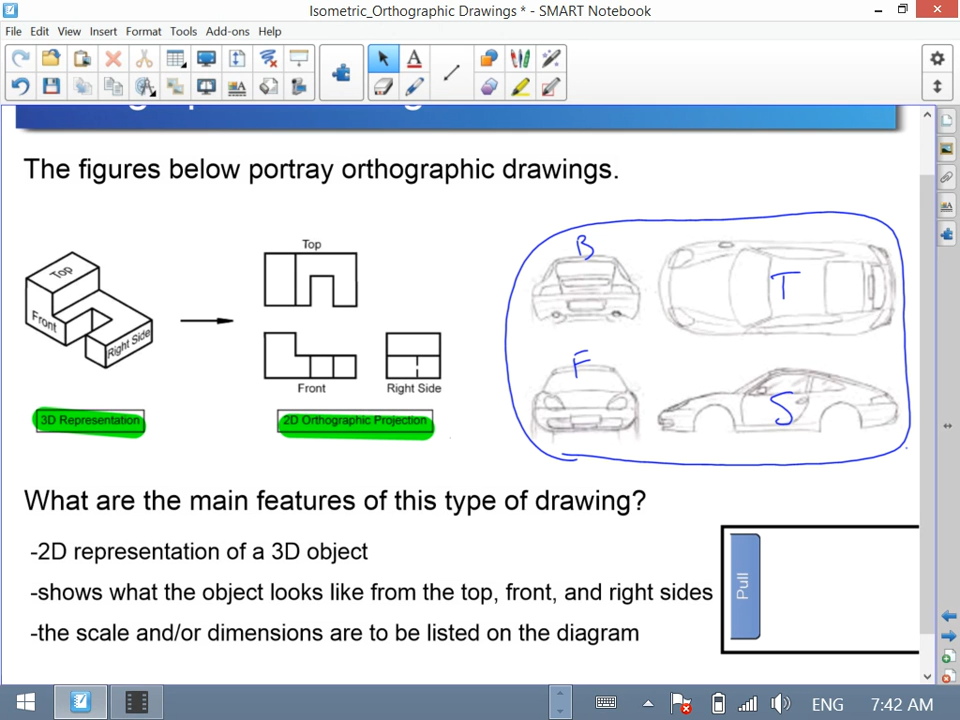 Isometric_Orthographic Drawings * - SMART Notebook
File Edit View Insert Format Tools Add-ons Help
The figures below portray orthographic drawings.
Top
Front
Right Side
Top
Front
Right Side
3D Representation
2D Orthographic Projection
B
T
F
S
What are the main features of this type of drawing?
-2D representation of a 3D object
-shows what the object looks like from the top, front, and right sides
-the scale and/or dimensions are to be listed on the diagram
Pull
ENG 7:42 AM